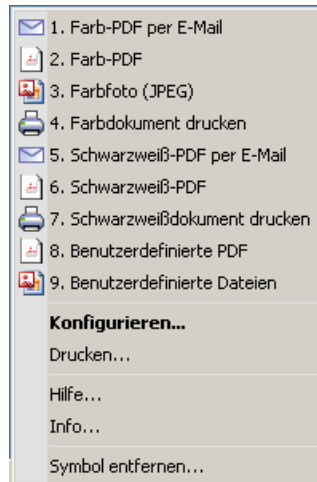 1. Farb-PDF per E-Mail
2. Farb-PDF
3. Farbfoto (JPEG)
4. Farbdokument drucken
5. Schwarzweiß-PDF per E-Mail
6. Schwarzweiß-PDF
7. Schwarzweißdokument drucken
8. Benutzerdefinierte PDF
9. Benutzerdefinierte Dateien
Konfigurieren...
Drucken...
Hilfe...
Info...
Symbol entfernen...